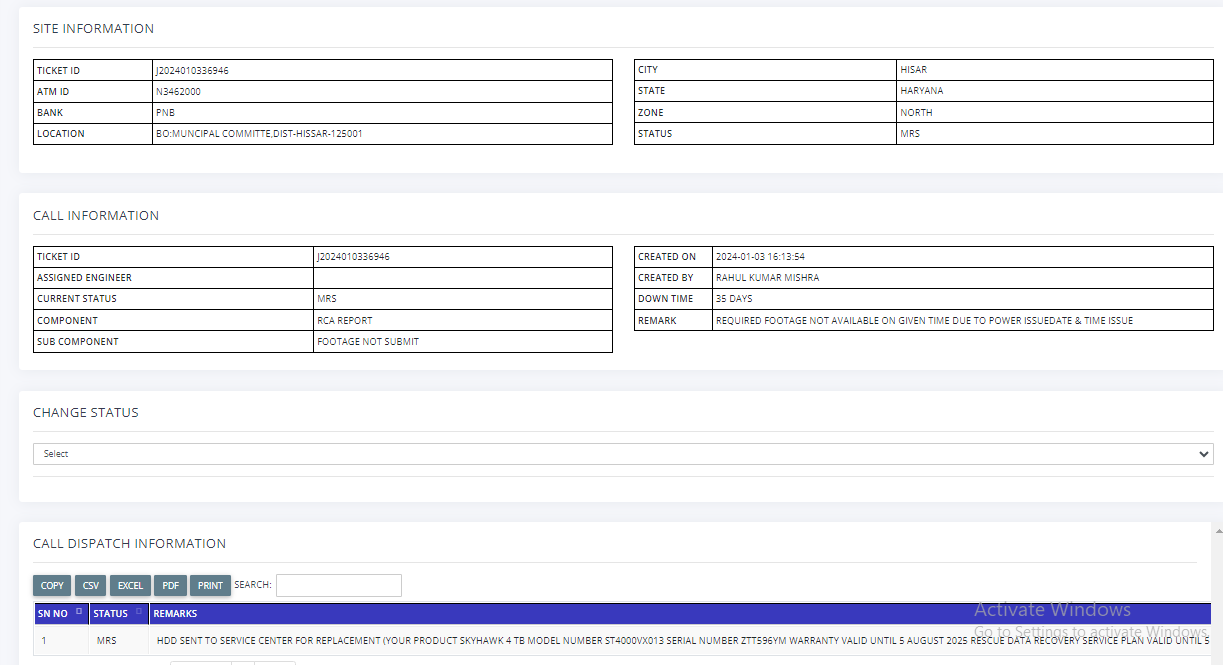 SITE INFORMATION
TICKET ID J2024010336946
ATM ID N3462000
BANK PNB
LOCATION BO:MUNCIPAL COMMITTE,DIST-HISSAR-125001
CITY HISAR
STATE HARYANA
ZONE NORTH
STATUS MRS
CALL INFORMATION
TICKET ID J2024010336946
ASSIGNED ENGINEER
CURRENT STATUS MRS
COMPONENT RCA REPORT
SUB COMPONENT FOOTAGE NOT SUBMIT
CREATED ON 2024-01-03 16:13:54
CREATED BY RAHUL KUMAR MISHRA
DOWN TIME 35 DAYS
REMARK REQUIRED FOOTAGE NOT AVAILABLE ON GIVEN TIME DUE TO POWER ISSUEDATE & TIME ISSUE
CHANGE STATUS
Select
CALL DISPATCH INFORMATION
COPY CSV EXCEL PDF PRINT SEARCH:
SN NO STATUS REMARKS
1 MRS HDD SENT TO SERVICE CENTER FOR REPLACEMENT (YOUR PRODUCT SKYHAWK 4 TB MODEL NUMBER ST4000VX013 SERIAL NUMBER ZTT596YM WARRANTY VALID UNTIL 5 AUGUST 2025 RESCUE DATA RECOVERY SERVICE PLAN VALID UNTIL 5
Activate Windows
Go to Settings to activate Windows.